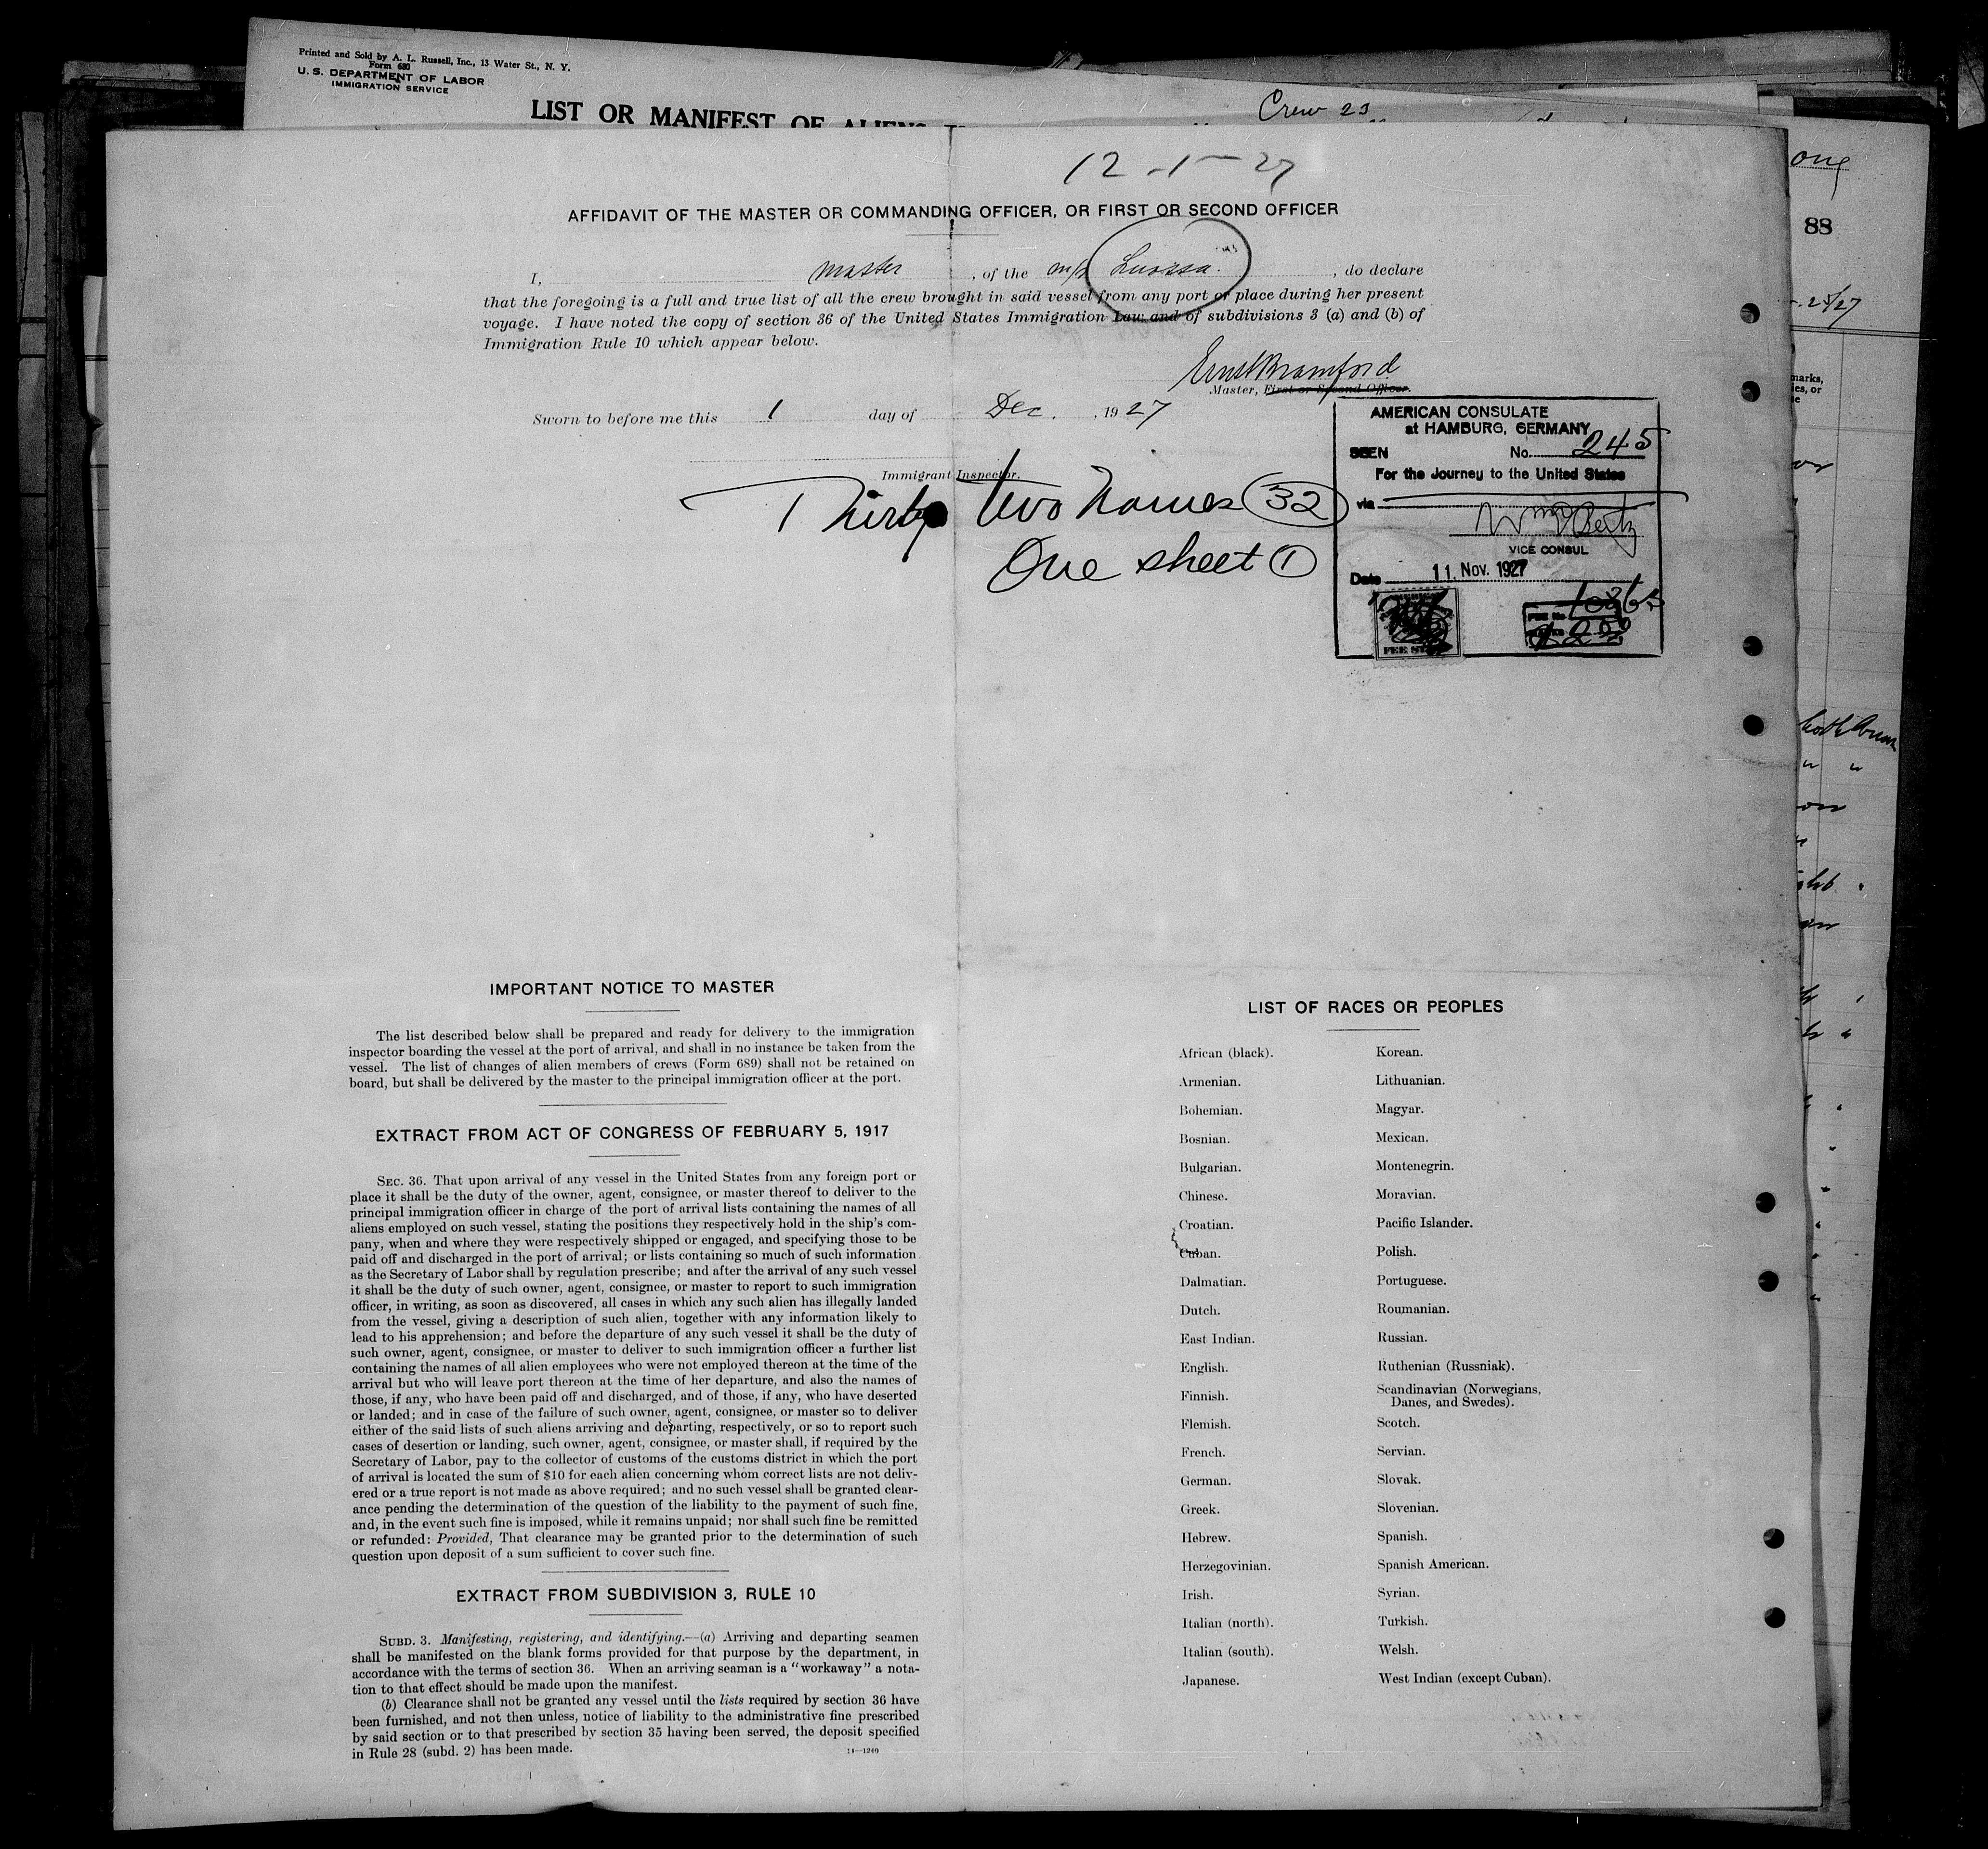 Printed and Sold by A. L. Russell, Inc., 13 Water St., N. Y.
Form 680
U. S. DEPARTMENT OF LABOR
IMMIGRATION SERVICE
LIST OR MANIFEST OF ALIENS
Crew 23
88
12-1-27
AFFIDAVIT OF THE MASTER OR COMMANDING OFFICER, OR FIRST OR SECOND OFFICER
I, master, of the m/s Luossa., do declare
that the foregoing is a full and true list of all the crew brought in said vessel from any port or place during her present
voyage. I have noted the copy of section 36 of the United States Immigration Law and of subdivisions 3 (a) and (b) of
Immigration Rule 10 which appear below.
Ernst Bramford
Master, First or Second Officer.
Sworn to before me this 1 day of Dec., 1927
Immigrant Inspector.
Thirty two names 32
One sheet 1
AMERICAN CONSULATE
at HAMBURG, GERMANY
SEEN No. 245
For the Journey to the United States
via
VICE CONSUL
Date 11. Nov. 1927
IMPORTANT NOTICE TO MASTER
The list described below shall be prepared and ready for delivery to the immigration
inspector boarding the vessel at the port of arrival, and shall in no instance be taken from the
vessel. The list of changes of alien members of crews (Form 689) shall not be retained on
board, but shall be delivered by the master to the principal immigration officer at the port.
EXTRACT FROM ACT OF CONGRESS OF FEBRUARY 5, 1917
SEC. 36. That upon arrival of any vessel in the United States from any foreign port or
place it shall be the duty of the owner, agent, consignee, or master thereof to deliver to the
principal immigration officer in charge of the port of arrival lists containing the names of all
aliens employed on such vessel, stating the positions they respectively hold in the ship's com-
pany, when and where they were respectively shipped or engaged, and specifying those to be
paid off and discharged in the port of arrival; or lists containing so much of such information
as the Secretary of Labor shall by regulation prescribe; and after the arrival of any such vessel
it shall be the duty of such owner, agent, consignee, or master to report to such immigration
officer, in writing, as soon as discovered, all cases in which any such alien has illegally landed
from the vessel, giving a description of such alien, together with any information likely to
lead to his apprehension; and before the departure of any such vessel it shall be the duty of
such owner, agent, consignee, or master to deliver to such immigration officer a further list
containing the names of all alien employees who were not employed thereon at the time of the
arrival but who will leave port thereon at the time of her departure, and also the names of
those, if any, who have been paid off and discharged, and of those, if any, who have deserted
or landed; and in case of the failure of such owner, agent, consignee, or master so to deliver
either of the said lists of such aliens arriving and departing, respectively, or so to report such
cases of desertion or landing, such owner, agent, consignee, or master shall, if required by the
Secretary of Labor, pay to the collector of customs of the customs district in which the port
of arrival is located the sum of $10 for each alien concerning whom correct lists are not deliv-
ered or a true report is not made as above required; and no such vessel shall be granted clear-
ance pending the determination of the question of the liability to the payment of such fine,
and, in the event such fine is imposed, while it remains unpaid; nor shall such fine be remitted
or refunded: Provided, That clearance may be granted prior to the determination of such
question upon deposit of a sum sufficient to cover such fine.
EXTRACT FROM SUBDIVISION 3, RULE 10
SUBD. 3. Manifesting, registering, and identifying.—(a) Arriving and departing seamen
shall be manifested on the blank forms provided for that purpose by the department, in
accordance with the terms of section 36. When an arriving seaman is a "workaway" a nota-
tion to that effect should be made upon the manifest.
(b) Clearance shall not be granted any vessel until the lists required by section 36 have
been furnished, and not then unless, notice of liability to the administrative fine prescribed
by said section or to that prescribed by section 35 having been served, the deposit specified
in Rule 28 (subd. 2) has been made.
14—1240
LIST OF RACES OR PEOPLES
African (black).
Armenian.
Bohemian.
Bosnian.
Bulgarian.
Chinese.
Croatian.
Cuban.
Dalmatian.
Dutch.
East Indian.
English.
Finnish.
Flemish.
French.
German.
Greek.
Hebrew.
Herzegovinian.
Irish.
Italian (north).
Italian (south).
Japanese.
Korean.
Lithuanian.
Magyar.
Mexican.
Montenegrin.
Moravian.
Pacific Islander.
Polish.
Portuguese.
Roumanian.
Russian.
Ruthenian (Russniak).
Scandinavian (Norwegians,
Danes, and Swedes).
Scotch.
Servian.
Slovak.
Slovenian.
Spanish.
Spanish American.
Syrian.
Turkish.
Welsh.
West Indian (except Cuban).